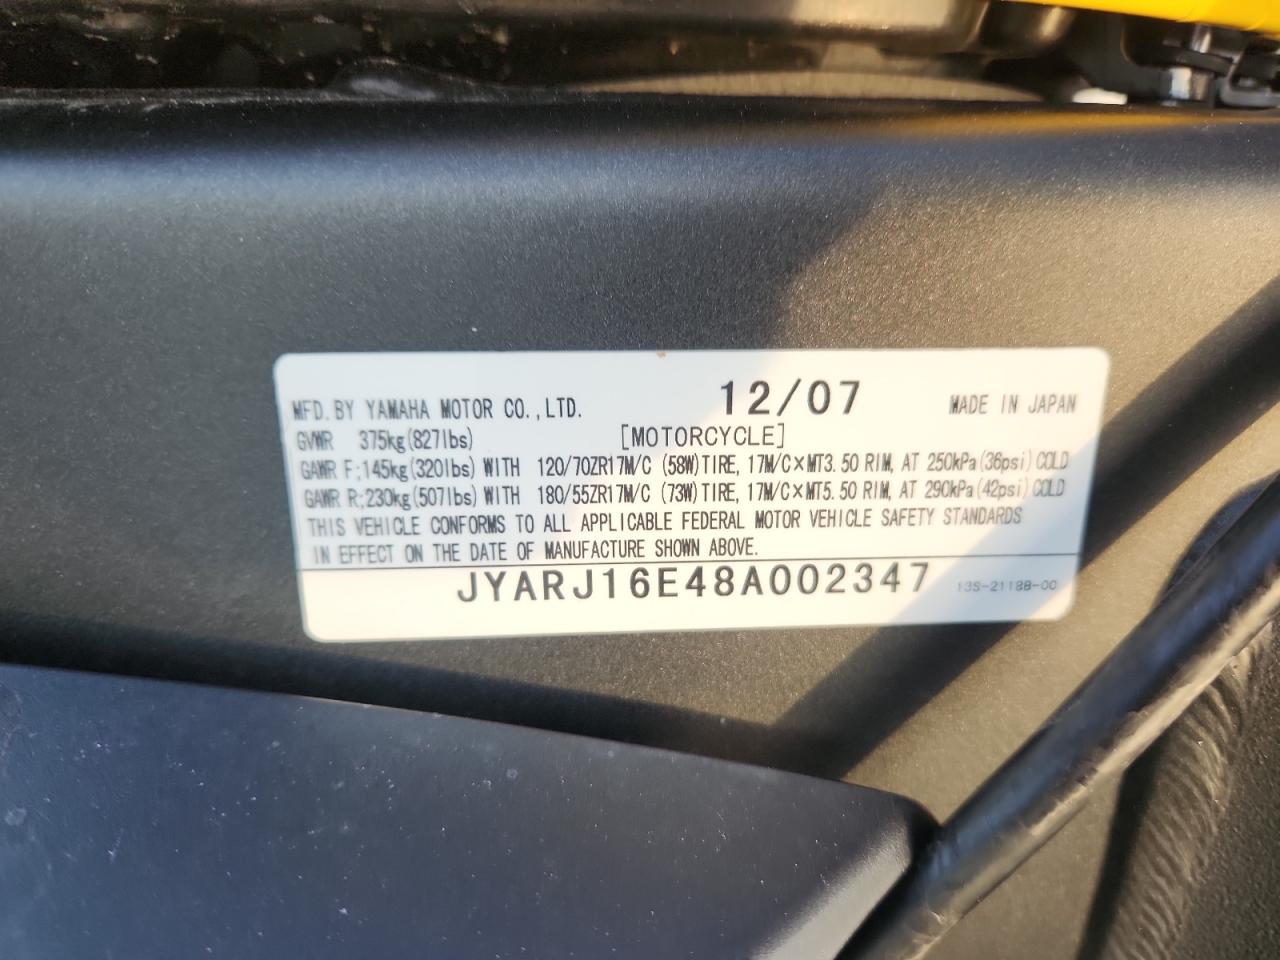 MFD. BY YAMAHA MOTOR CO., LTD. 12/07 MADE IN JAPAN
GVWR 375kg(827lbs) [MOTORCYCLE]
GAWR F;145kg(320lbs) WITH 120/70ZR17M/C (58W)TIRE, 17M/C×MT3.50 RIM, AT 250kPa(36psi) COLD
GAWR R;230kg(507lbs) WITH 180/55ZR17M/C (73W)TIRE, 17M/C×MT5.50 RIM, AT 290kPa(42psi) COLD
THIS VEHICLE CONFORMS TO ALL APPLICABLE FEDERAL MOTOR VEHICLE SAFETY STANDARDS
IN EFFECT ON THE DATE OF MANUFACTURE SHOWN ABOVE.
JYARJ16E48A002347 13S-2118B-00